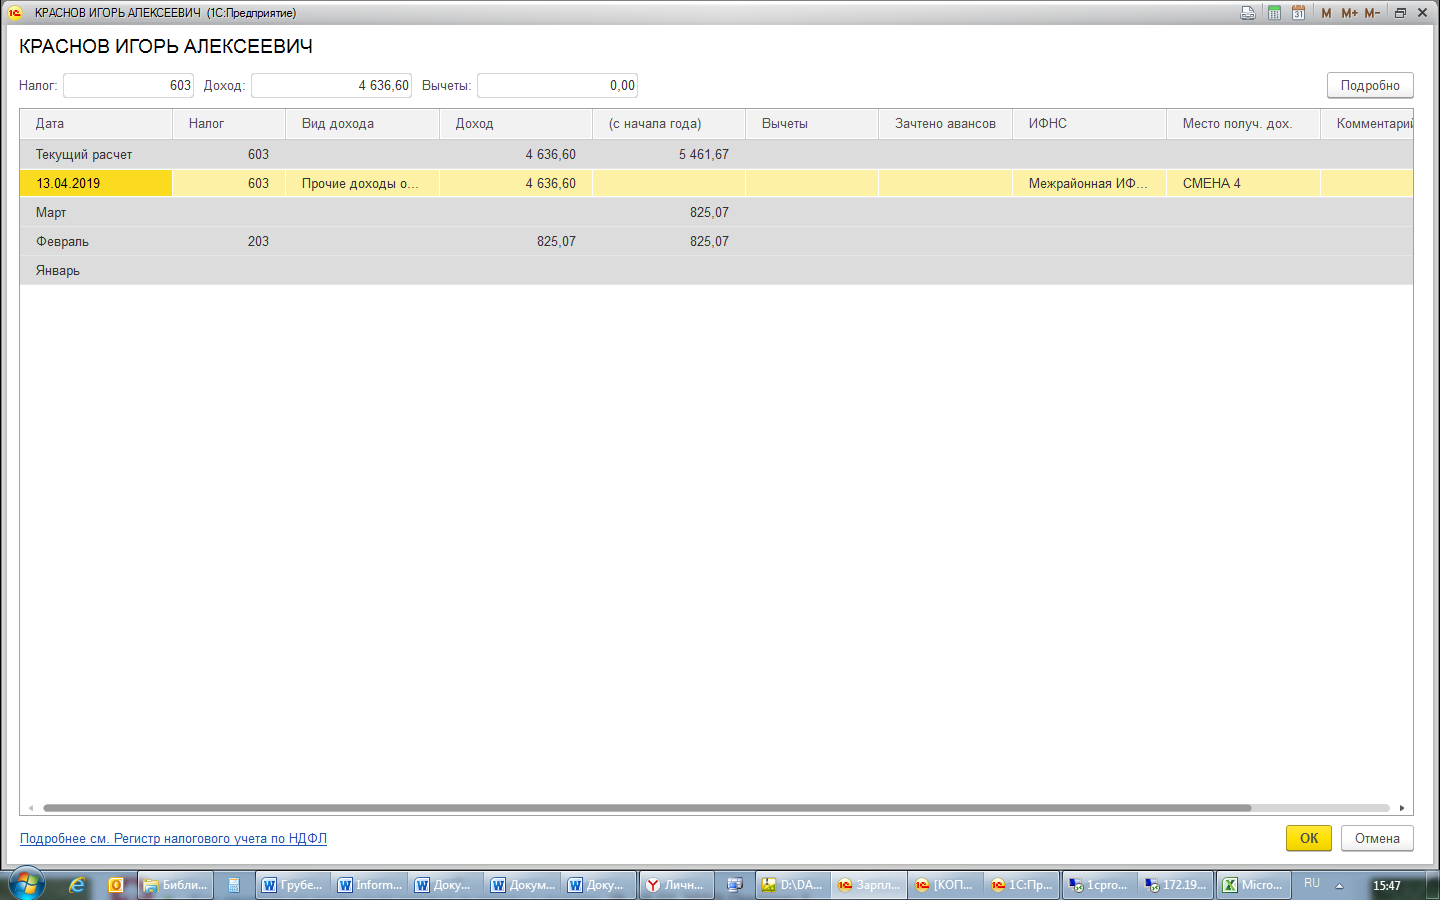 КРАСНОВ ИГОРЬ АЛЕКСЕЕВИЧ (1С:Предприятие)
31 M M+ M-
КРАСНОВ ИГОРЬ АЛЕКСЕЕВИЧ
Налог: 603 Доход: 4 636,60 Вычеты: 0,00 Подробно
Дата Налог Вид дохода Доход (с начала года) Вычеты Зачтено авансов ИФНС Место получ. дох. Комментарий
Текущий расчет 603 4 636,60 5 461,67
13.04.2019 603 Прочие доходы о... 4 636,60 Межрайонная ИФ... СМЕНА 4
Март 825,07
Февраль 203 825,07 825,07
Январь
Подробнее см. Регистр налогового учета по НДФЛ ОК Отмена
Библи... Грубе... Inform... Доку... Докум... Доку... Личн... D:\DA... Зарпл... [КОП... 1С:Пр... 1cpro... 172.19... Micro... RU 15:47